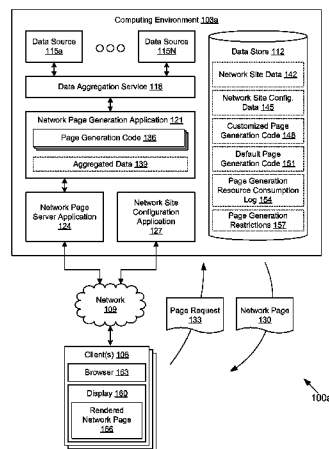 Computing Environment 103a
Data Source
115a
Data Source
115N
Data Aggregation Service 118
Network Page Generation Application 121
Page Generation Code 136
Aggregated Data 139
Network Page
Server Application
124
Network Site
Configuration
Application
127
Data Store 112
Network Site Data 142
Network Site Config.
Data 145
Customized Page
Generation Code 148
Default Page
Generation Code 151
Page Generation
Resource Consumption
Log 154
Page Generation
Restrictions 157
Network
109
Page Request
133
Network Page
130
Client(s) 106
Browser 163
Display 160
Rendered
Network Page
166
100a